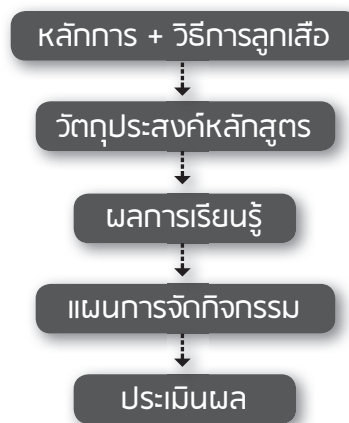 หลักการ + วิธีการลูกเสือ
วัตถุประสงค์หลักสูตร
ผลการเรียนรู้
แผนการจัดกิจกรรม
ประเมินผล